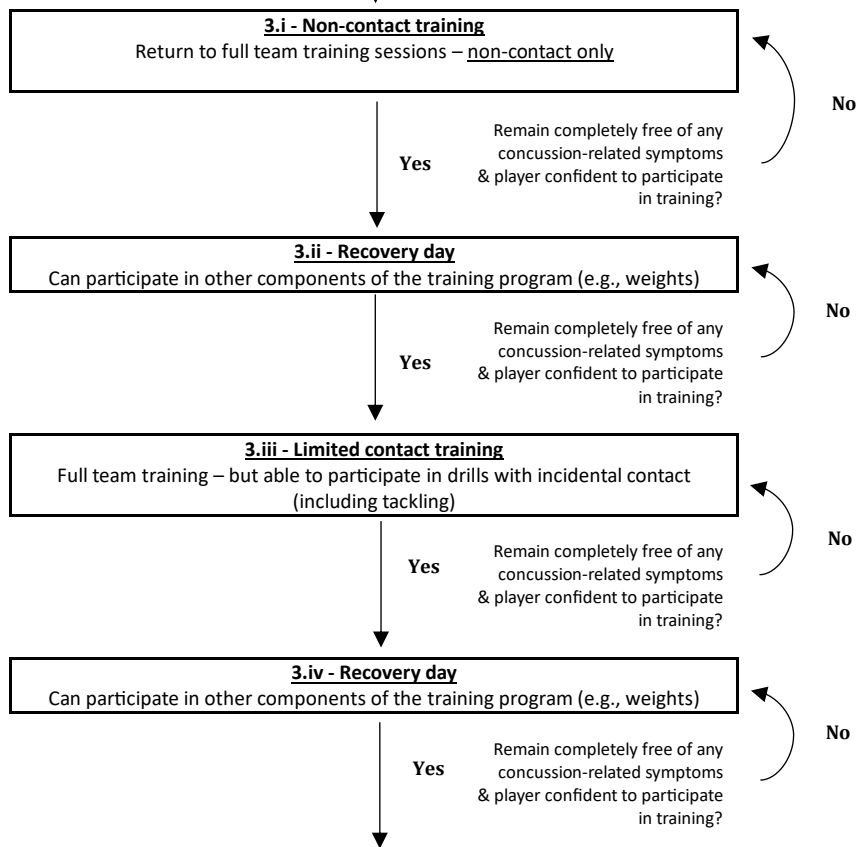 3.i - Non-contact training
Return to full team training sessions – non-contact only
No
Remain completely free of any
Yes
concussion-related symptoms
& player confident to participate
in training?
3.ii - Recovery day
Can participate in other components of the training program (e.g., weights)
No
Remain completely free of any
Yes
concussion-related symptoms
& player confident to participate
in training?
3.iii - Limited contact training
Full team training – but able to participate in drills with incidental contact
(including tackling)
No
Remain completely free of any
Yes
concussion-related symptoms
& player confident to participate
in training?
3.iv - Recovery day
Can participate in other components of the training program (e.g., weights)
No
Remain completely free of any
Yes
concussion-related symptoms
& player confident to participate
in training?